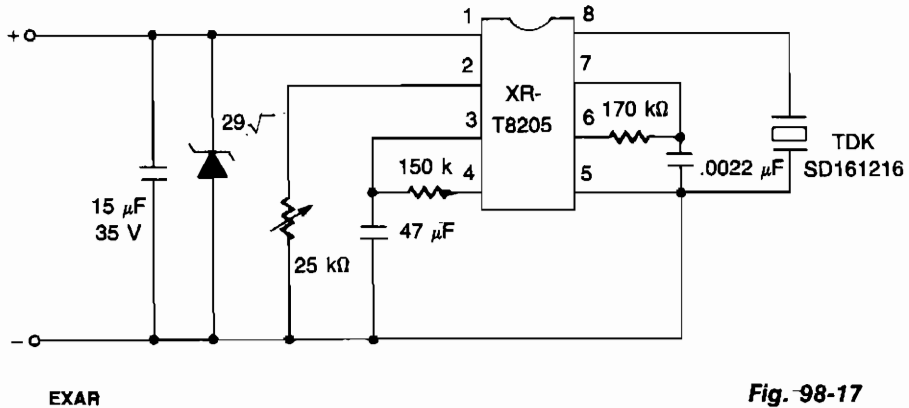 +
1
8
2
7
XR-
T8205
29√
3
6
170 kΩ
TDK
SD161216
150 k
4
5
.0022 μF
15 μF
35 V
47 μF
25 kΩ
−
EXAR
Fig. 98-17